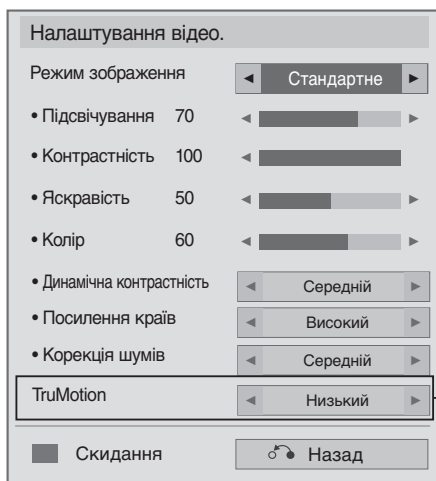 Налаштування відео.
Режим зображення ◄ Стандартне ►
• Підсвічування 70 ◄ ►
• Контрастність 100 ◄
• Яскравість 50 ◄ ►
• Колір 60 ◄ ►
• Динамічна контрастність ◄ Середній ►
• Посилення країв ◄ Високий ►
• Корекція шумів ◄ Середній ►
TruMotion ◄ Низький ►
Скидання Назад